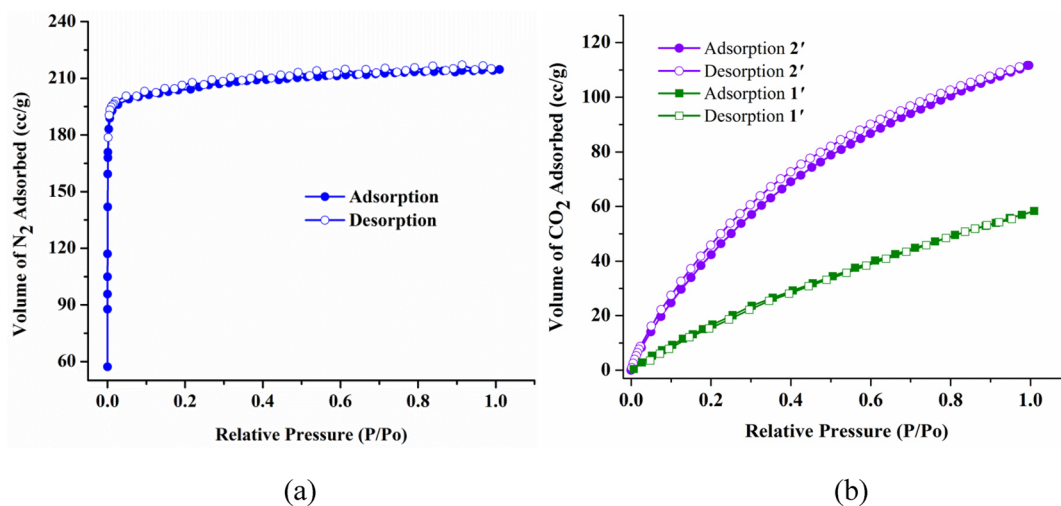 240
210
180
150
120
90
60
0.0 0.2 0.4 0.6 0.8 1.0
Volume of N2 Adsorbed (cc/g)
Relative Pressure (P/Po)
Adsorption
Desorption
(a)
120
100
80
60
40
20
0
0.0 0.2 0.4 0.6 0.8 1.0
Volume of CO2 Adsorbed (cc/g)
Relative Pressure (P/Po)
Adsorption 2′
Desorption 2′
Adsorption 1′
Desorption 1′
(b)